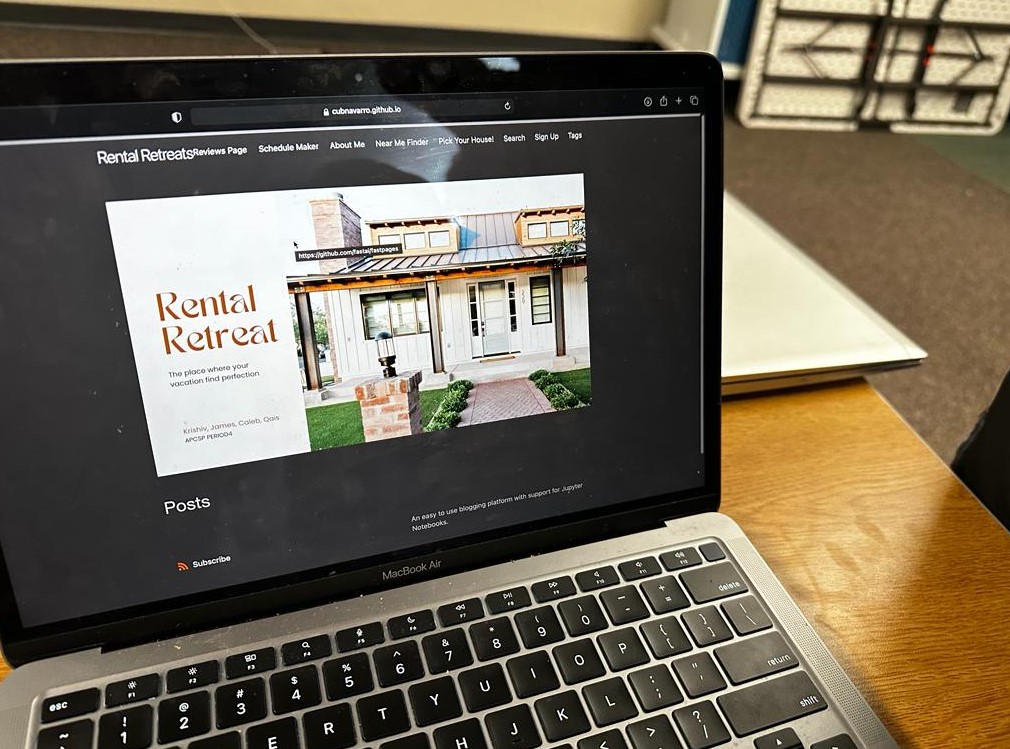 cubnavarro.github.io
Rental Retreats Reviews Page Schedule Maker About Me Near Me Finder Pick Your House! Search Sign Up Tags
https://github.com/fastai/fastpages
Rental
Retreat
The place where your
vacation find perfection
Krishiv, James, Caleb, Qais
APCSP PERIOD4
Posts
An easy to use blogging platform with support for Jupyter
Notebooks.
Subscribe
MacBook Air
esc F1 F2 F3 F4 F5 F6 F7 F8 F9 F10 F11 F12
~ ! 1 @ 2 # 3 $ 4 % 5 ^ 6 & 7 * 8 ( 9 ) 0 – - + = delete
E R T Y U I O P { [ } ] | \
H J K L : ; " ' return
< > ? / shift